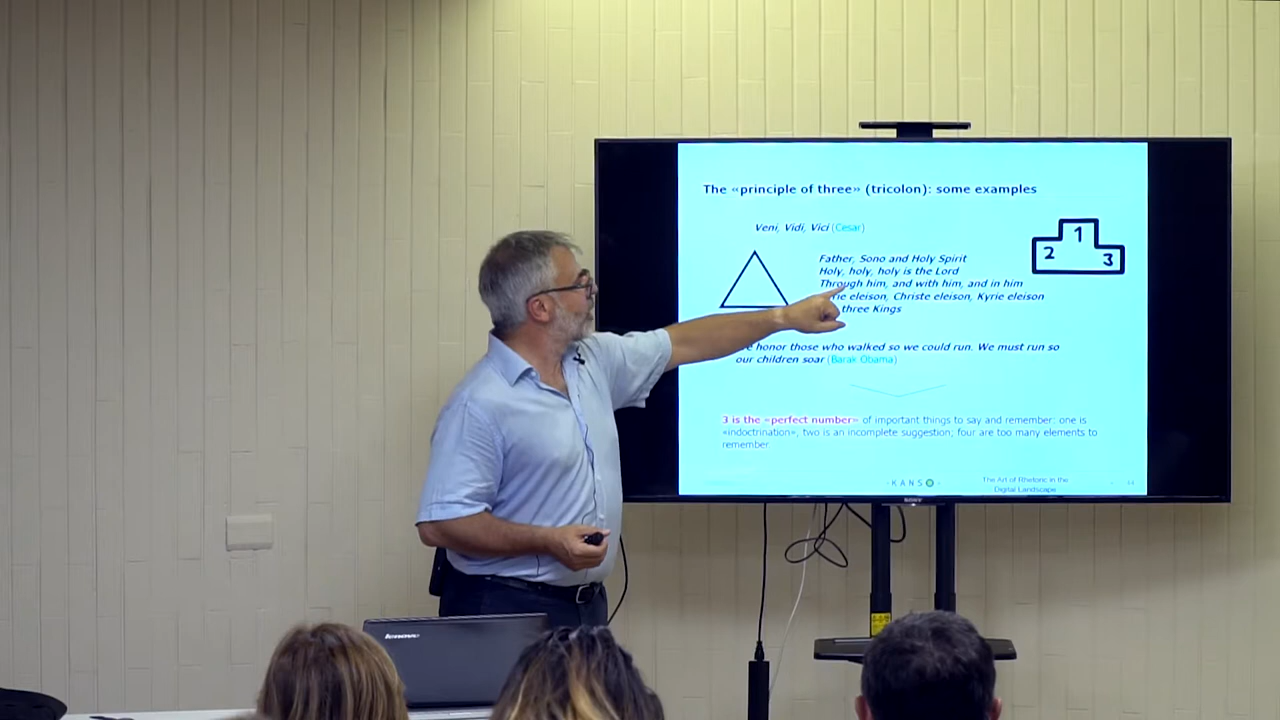 The «principle of three» (tricolon): some examples
Veni, Vidi, Vici (Cesar)
1
2
3
Father, Sono and Holy Spirit
Holy, holy, holy is the Lord
Through him, and with him, and in him
rie eleison, Christe eleison, Kyrie eleison
three Kings
honor those who walked so we could run. We must run so
our children soar (Barak Obama)
3 is the «perfect number» of important things to say and remember: one is
«indoctrination», two is an incomplete suggestion; four are too many elements to
remember
KANSO
The Art of Rhetoric in the
Digital Landscape
SONY
lenovo